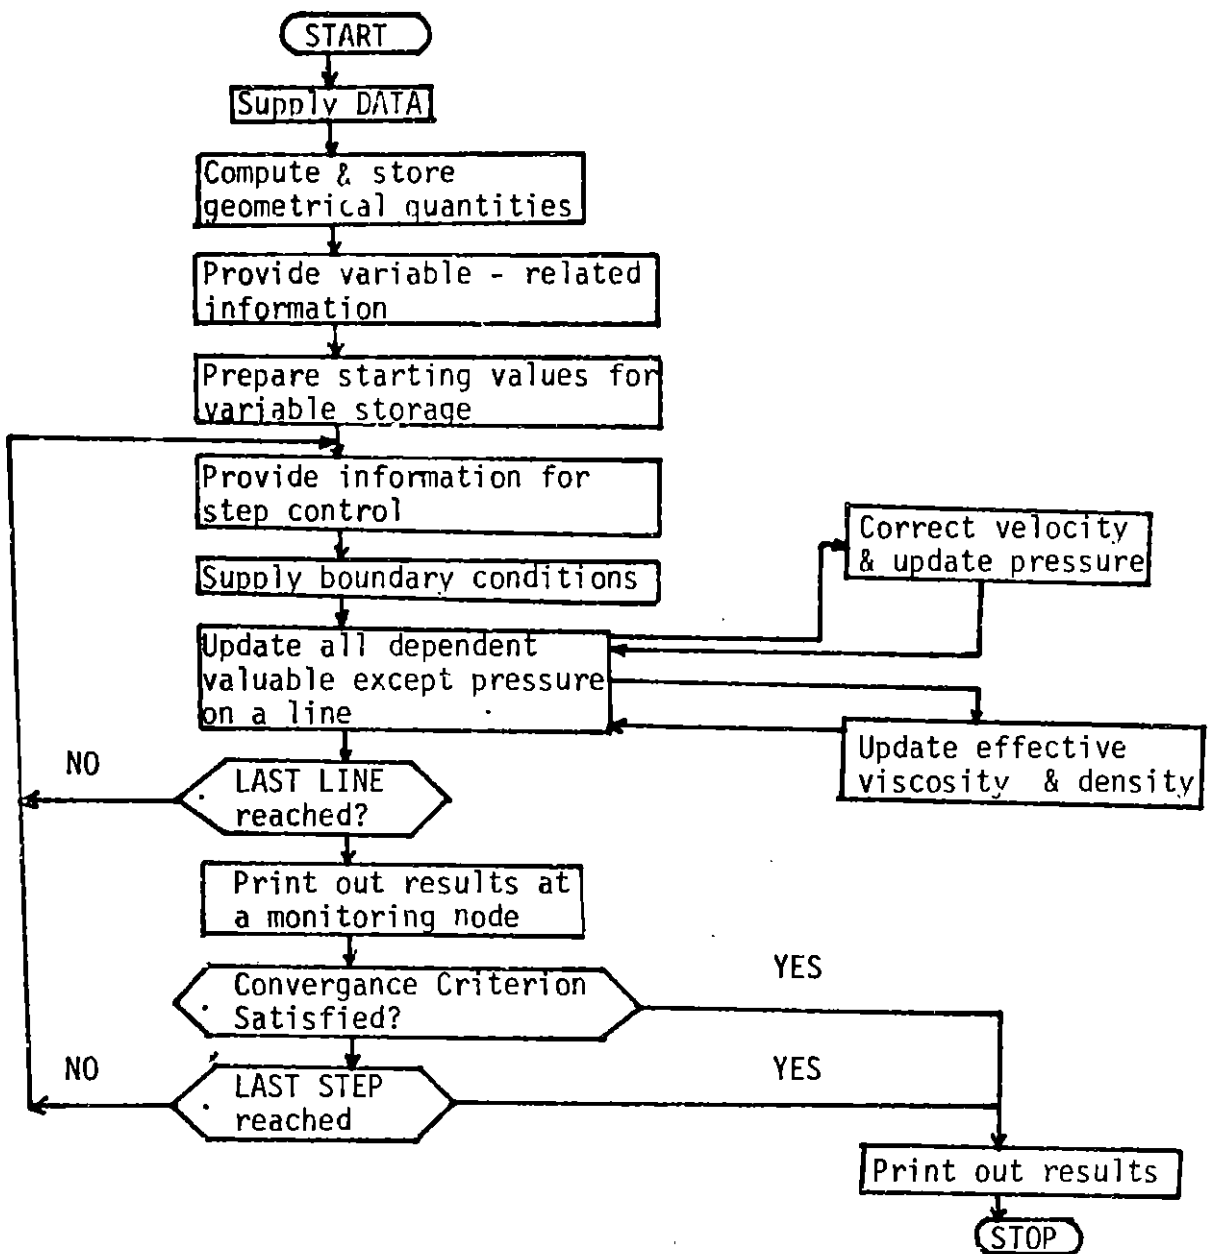 START
Supply DATA
Compute & store
geometrical quantities
Provide variable - related
information
Prepare starting values for
variable storage
Provide information for
step control
Supply boundary conditions
Correct velocity
& update pressure
Update all dependent
valuable except pressure
on a line
Update effective
viscosity & density
NO
LAST LINE
reached?
Print out results at
a monitoring node
YES
Convergance Criterion
Satisfied?
NO
YES
LAST STEP
reached
Print out results
STOP